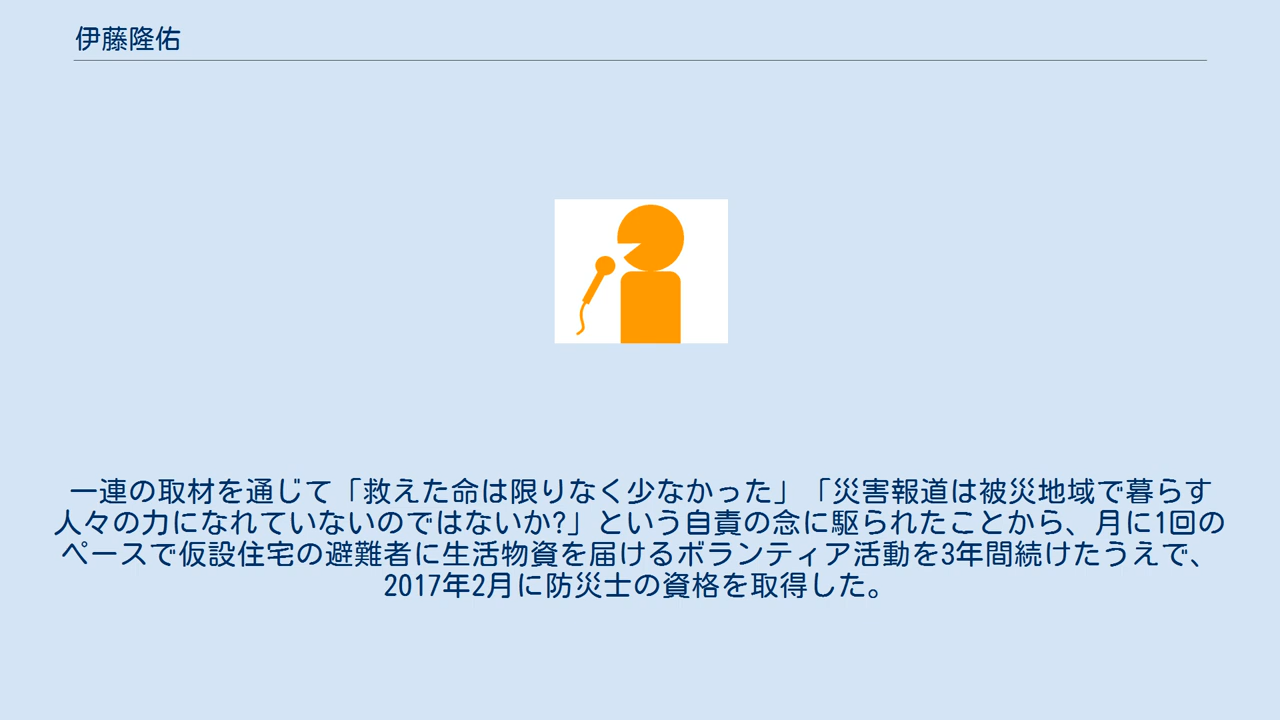 伊藤隆佑
一連の取材を通じて「救えた命は限りなく少なかった」「災害報道は被災地域で暮らす
人々の力になれていないのではないか?」という自責の念に駆られたことから、月に1回の
ペースで仮設住宅の避難者に生活物資を届けるボランティア活動を3年間続けたうえで、
2017年2月に防災士の資格を取得した。